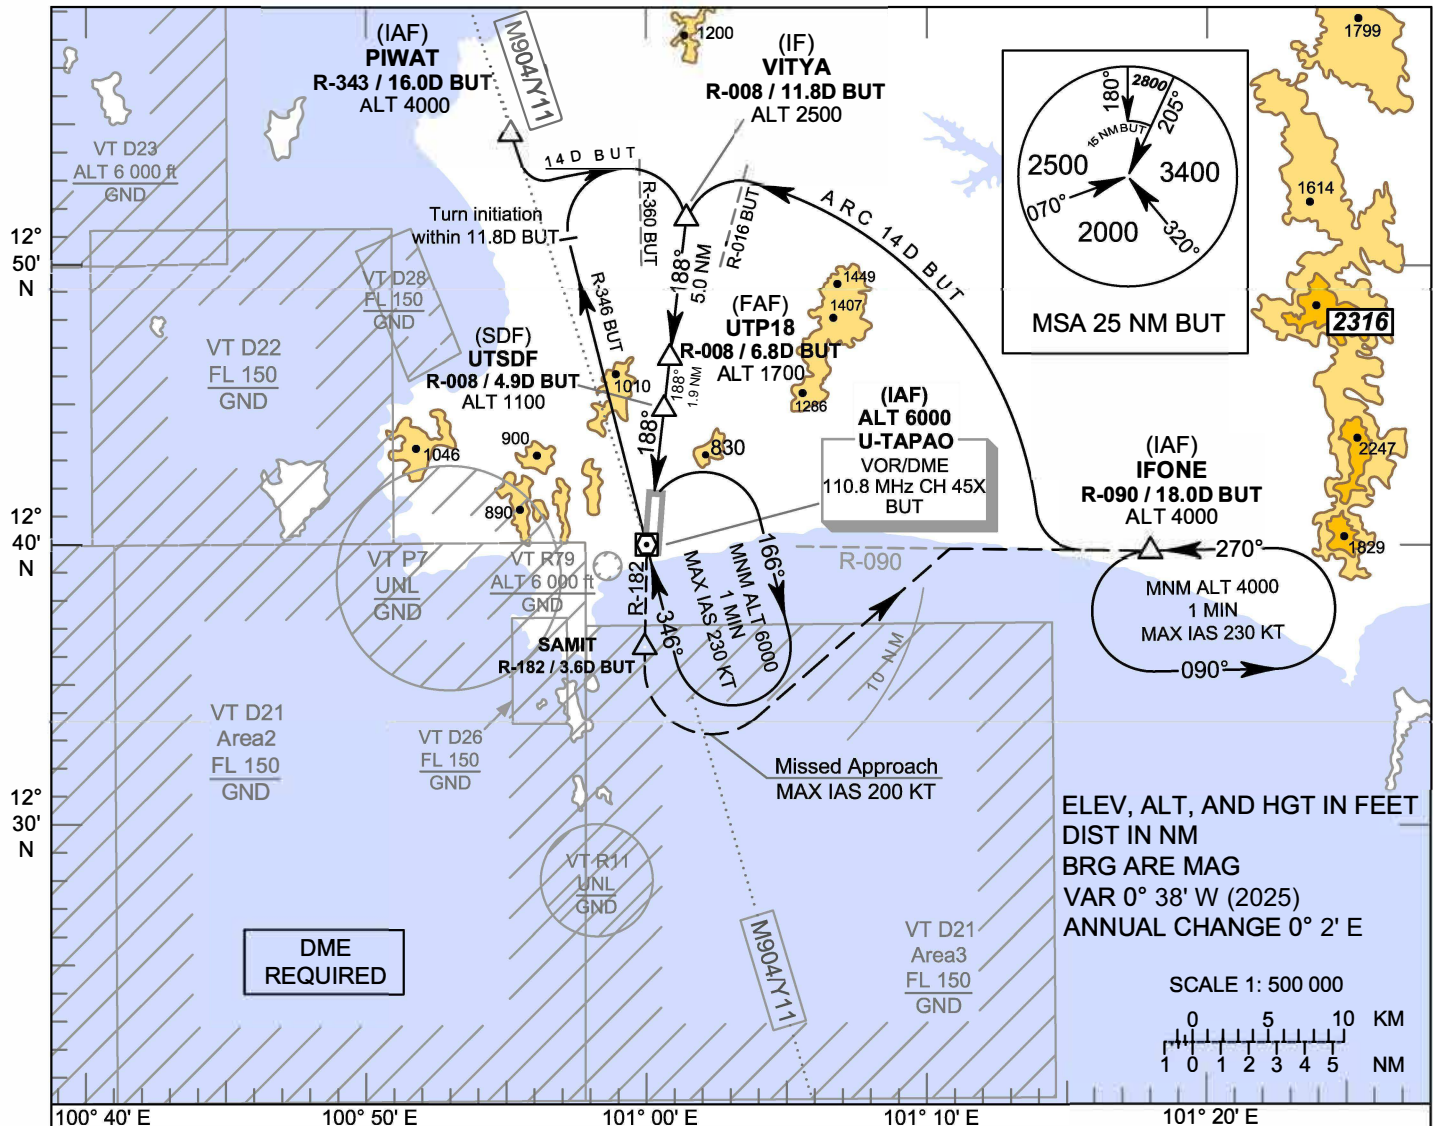 (IAF)
PIWAT
R-343 / 16.0D BUT
ALT 4000
M904/Y11
1200
(IF)
VITYA
R-008 / 11.8D BUT
ALT 2500
180°
2800
205°
15 NM BUT
2500
3400
070°
2000
320°
MSA 25 NM BUT
1799
1614
2316
2247
1829
VT D23
ALT 6 000 ft
GND
14 D BUT
Turn initiation
within 11.8D BUT
R-360 BUT
R-016 BUT
ARC 14D BUT
12°
50'
N
VT D28
FL 150
GND
R-346 BUT
188°
5.0 NM
1449
1407
1286
(FAF)
UTP18
R-008 / 6.8D BUT
ALT 1700
VT D22
FL 150
GND
(SDF)
UTSDF
R-008 / 4.9D BUT
ALT 1100
1010
188°
1.9 NM
188°
830
1046
900
890
(IAF)
ALT 6000
U-TAPAO
VOR/DME
110.8 MHz CH 45X
BUT
(IAF)
IFONE
R-090 / 18.0D BUT
ALT 4000
12°
40'
N
VT P7
UNL
GND
VT R79
ALT 6 000 ft
GND
R-182
346°
MAX IAS 230 KT
1 MIN
MNM ALT 6000
166°
R-090
270°
MNM ALT 4000
1 MIN
MAX IAS 230 KT
090°
SAMIT
R-182 / 3.6D BUT
10 NM
VT D21
Area2
FL 150
GND
VT D26
FL 150
GND
Missed Approach
MAX IAS 200 KT
12°
30'
N
VT R11
UNL
GND
M904/Y11
VT D21
Area3
FL 150
GND
ELEV, ALT, AND HGT IN FEET
DIST IN NM
BRG ARE MAG
VAR 0° 38' W (2025)
ANNUAL CHANGE 0° 2' E
DME
REQUIRED
SCALE 1: 500 000
0 5 10 KM
1 0 1 2 3 4 5 NM
100° 40' E 100° 50' E 101° 00' E 101° 10' E 101° 20' E